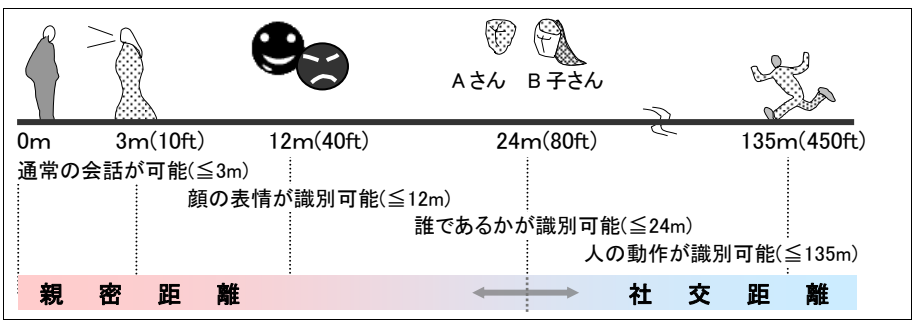 Aさん B子さん
0m 3m(10ft) 12m(40ft) 24m(80ft) 135m(450ft)
通常の会話が可能(≦3m)
顔の表情が識別可能(≦12m)
誰であるかが識別可能(≦24m)
人の動作が識別可能(≦135m)
親密距離 社交距離